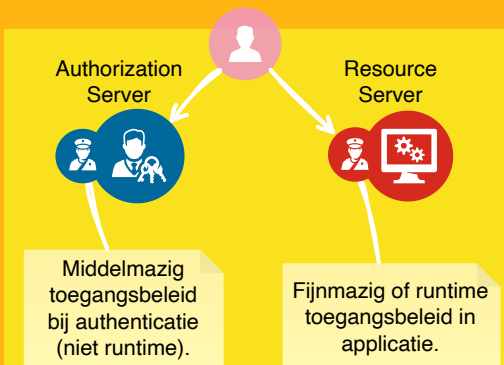 Authorization
Server
Resource
Server
Middelmazig
toegangsbeleid
bij authenticatie
(niet runtime).
Fijnmazig of runtime
toegangsbeleid in
applicatie.